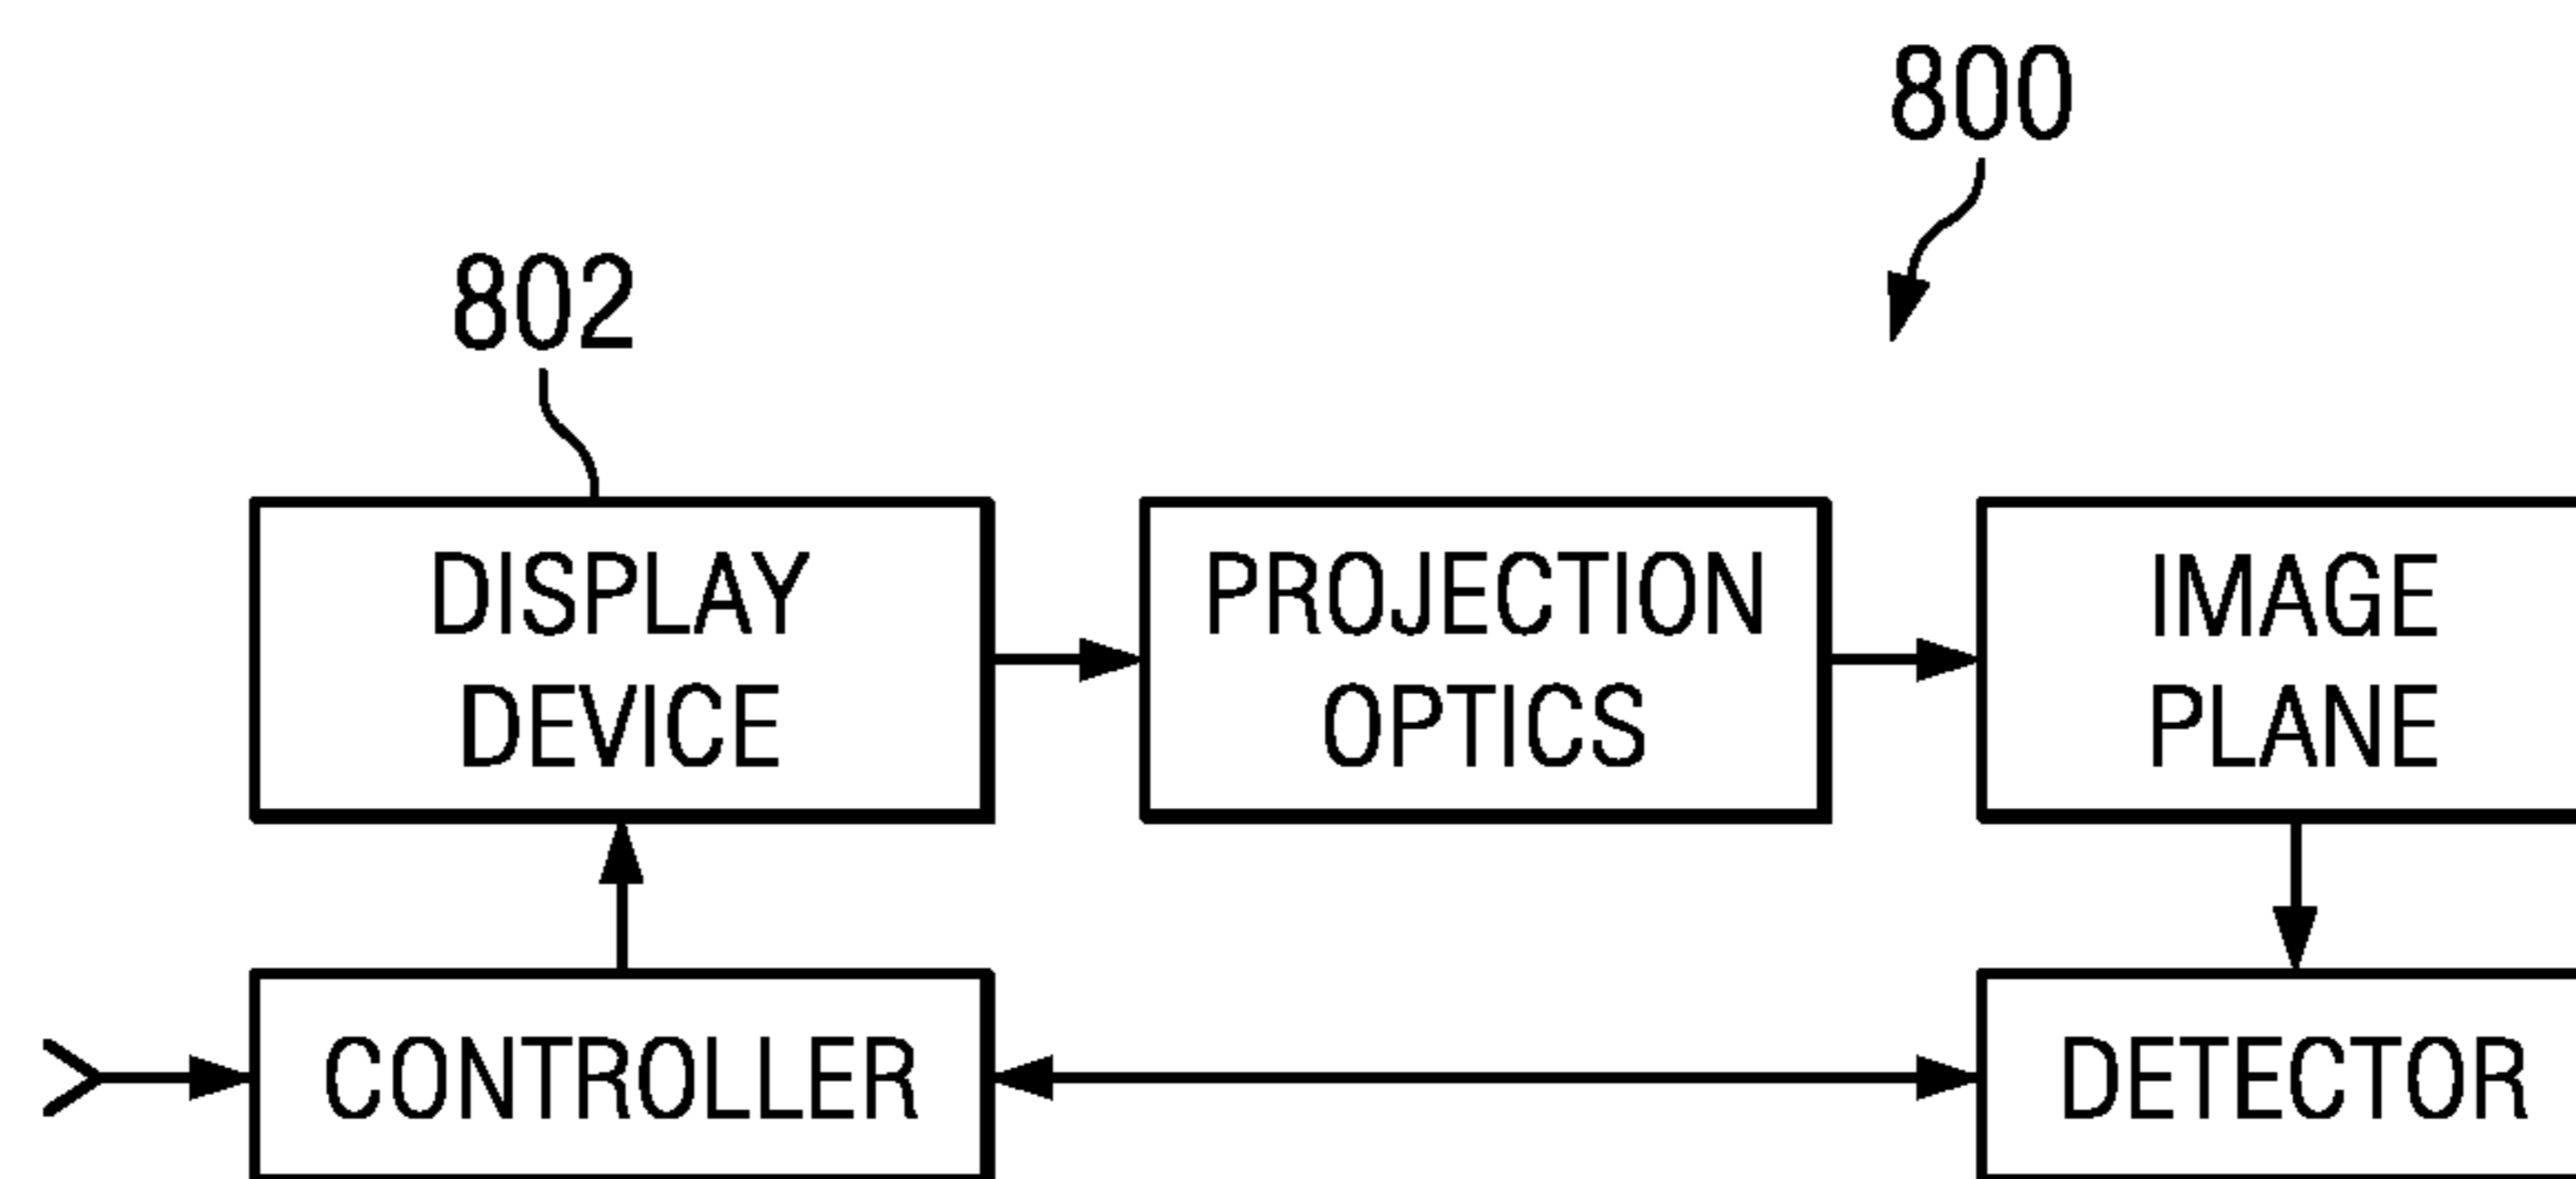 800
802
DISPLAY
DEVICE
PROJECTION
OPTICS
IMAGE
PLANE
CONTROLLER
DETECTOR